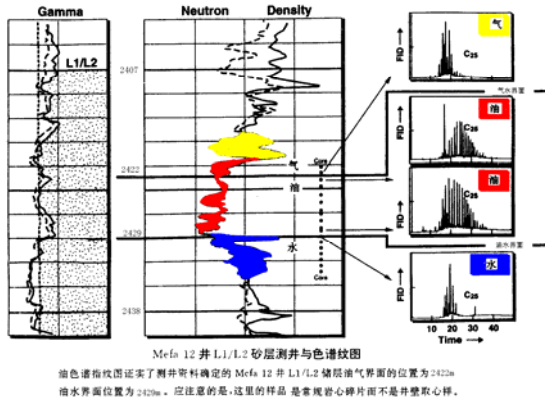 Gamma
Neutron
Density
L1/L2
2407
2422
2429
2438
气
油
水
Core
Core
FID
C25
气
气水界面
FID
C25
油
FID
C25
油
油水界面
FID
C25
水
10 20 30 40
Time
Mcfa 12 井 L1/L2 砂层测井与色谱纹图
油色谱指纹图证实了测井资料确定的 Mcfa 12 井 L1/L2 储层油气界面的位置为 2422m
油水界面位置为 2429m 。应注意的是,这里的样品 是常规岩心碎片而不是井壁取心样。